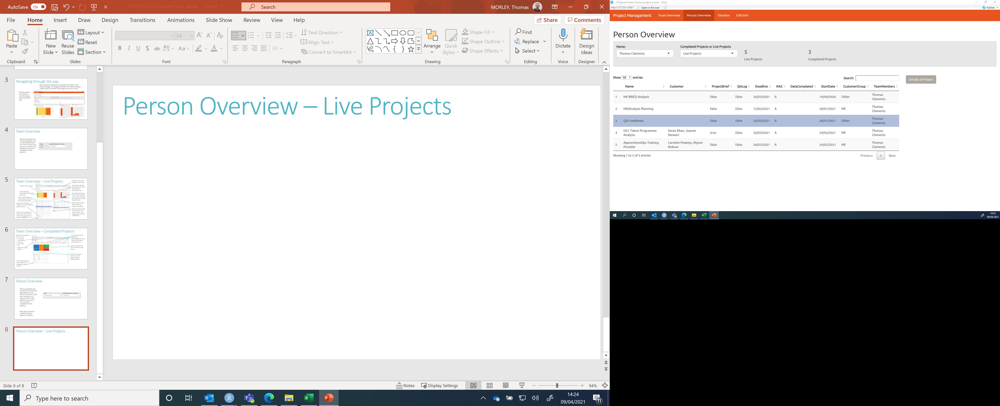 AutoSave On
MIAU Project Tracker User guide - Saved
Search
MORLEY, Thomas
File Home Insert Draw Design Transitions Animations Slide Show Review View Help
Share Comments
Paste
Clipboard
New Slide
Reuse Slides
Layout
Reset
Section
Slides
24
B I U S ab AV Aa A
Font
Text Direction
Align Text
Convert to SmartArt
Paragraph
Arrange
Quick Styles
Shape Fill
Shape Outline
Shape Effects
Drawing
Find
Replace
Select
Editing
Dictate
Voice
Design Ideas
Designer
3
Navigating through the app
The orange bar along the top displays the titles of the
different pages. To navigate between the different pages,
simply click on the title of the page you want to view.
The app opens
on the team
overview page,
which looks like
this:
4
Team Overview
The bar along the top
of the page allows you
to select which team
you want to look at (as
many as you like!) and
whether to focus on
completed or live
projects.
5
Team Overview – Live Projects
6
Team Overview – Completed Projects
7
Person Overview
The bar along the top
of the Person Overview
page allows you to
choose the name of the
team member you
want to look at, and
whether you was to
focus on their
completed or live
projects.
Note that past team
members do not
appear as options.
8
Person Overview – Live Projects
Person Overview – Live Projects
Slide 8 of 8
Notes Display Settings 94%
Type here to search
14:24
09/04/2021
11
~/Projects/Project Tracker/project_tracker - Shiny
http://127.0.0.1:5087 Open in Browser Publish
Project Management Team Overview Person Overview Timeline Edit info
Person Overview
Name: Completed Projects or Live Projects
Thomas Clements Live Projects
5
Live Projects
3
Completed Projects
Show 10 entries
Search:
Details of Project
Name Customer ProjectBrief QALog Deadline RAG DateCompleted StartDate CustomerGroup TeamMembers
1 HK BN(O) Analysis false false 26/03/2021 A 14/09/2020 Other Thomas Clements
2 HR/Analysis Planning false false 12/02/2021 A 28/01/2021 HR Thomas Clements
3 QA Markdown false false 26/03/2021 A 28/01/2021 Other Thomas Clements
4 UG7 Talent Programme Analysis Imran Khan, Joanne Stewart true false 26/03/2021 A 24/02/2021 HR Thomas Clements
5 Apprenticeships Training Provider Caroline Powney, Alyson Robson false false 26/03/2021 A 24/02/2021 HR Thomas Clements
Showing 1 to 5 of 5 entries
Previous 1 Next
14:24
09/04/2021